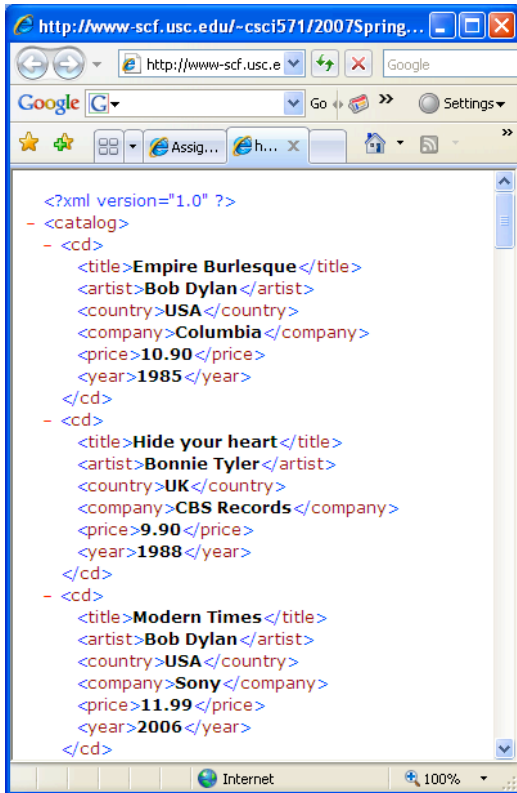 http://www-scf.usc.edu/~csci571/2007Spring...
http://www-scf.usc.e Google
Google G Go » Settings
Assig... h... X »
<?xml version="1.0" ?>
- <catalog>
- <cd>
<title>Empire Burlesque</title>
<artist>Bob Dylan</artist>
<country>USA</country>
<company>Columbia</company>
<price>10.90</price>
<year>1985</year>
</cd>
- <cd>
<title>Hide your heart</title>
<artist>Bonnie Tyler</artist>
<country>UK</country>
<company>CBS Records</company>
<price>9.90</price>
<year>1988</year>
</cd>
- <cd>
<title>Modern Times</title>
<artist>Bob Dylan</artist>
<country>USA</country>
<company>Sony</company>
<price>11.99</price>
<year>2006</year>
</cd>
Internet 100%